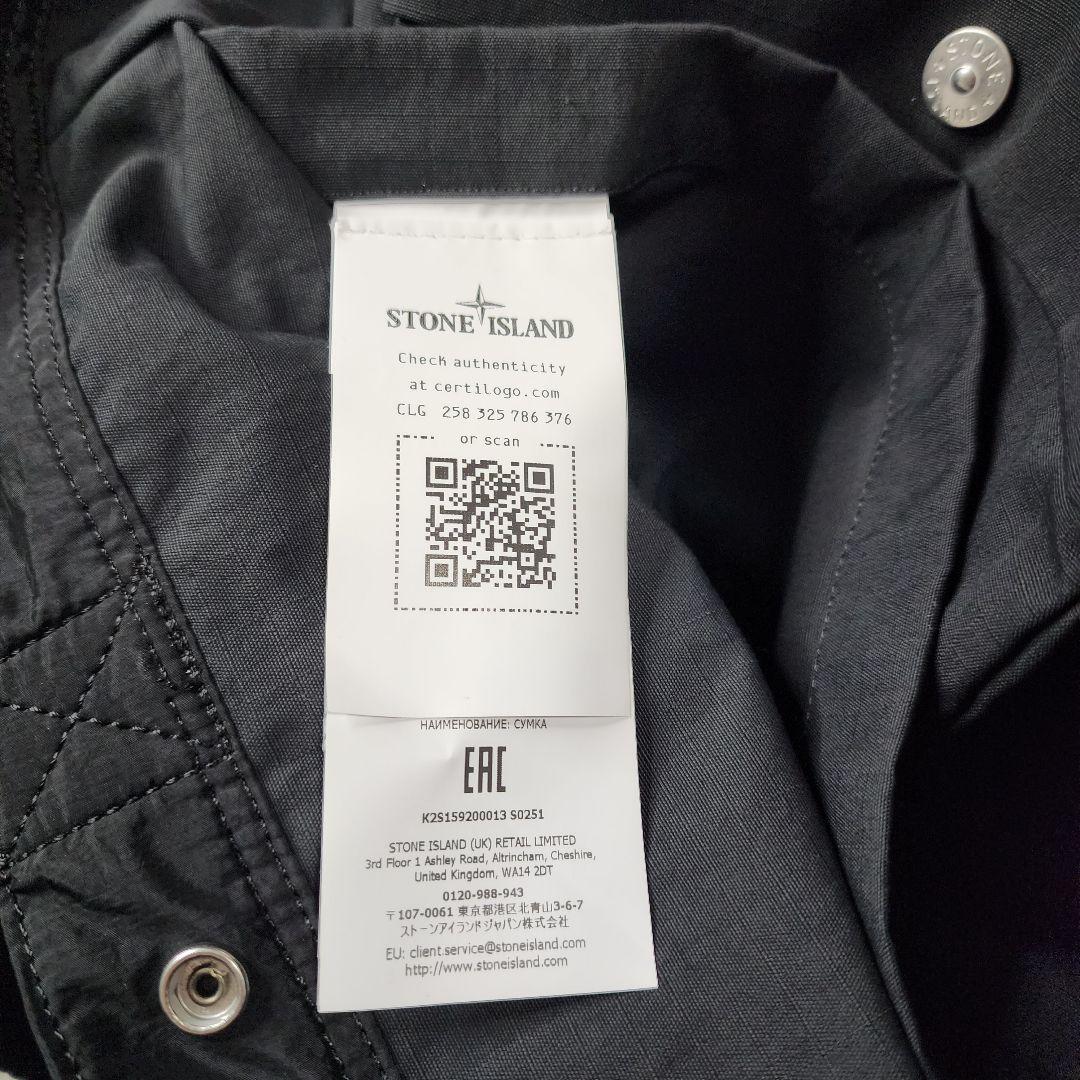 STONE
ISLAND
STONE ISLAND
Check authenticity
at certilogo.com
CLG 258 325 786 376
or scan
НАИМЕНОВАНИЕ: СУМКА
EAC
K2S159200013 S0251
STONE ISLAND (UK) RETAIL LIMITED
3rd Floor 1 Ashley Road, Altrincham, Cheshire,
United Kingdom, WA14 2DT
0120-988-943
〒107-0061 東京都港区北青山3-6-7
ストーンアイランドジャパン株式会社
EU: client.service@stoneisland.com
http://www.stoneisland.com